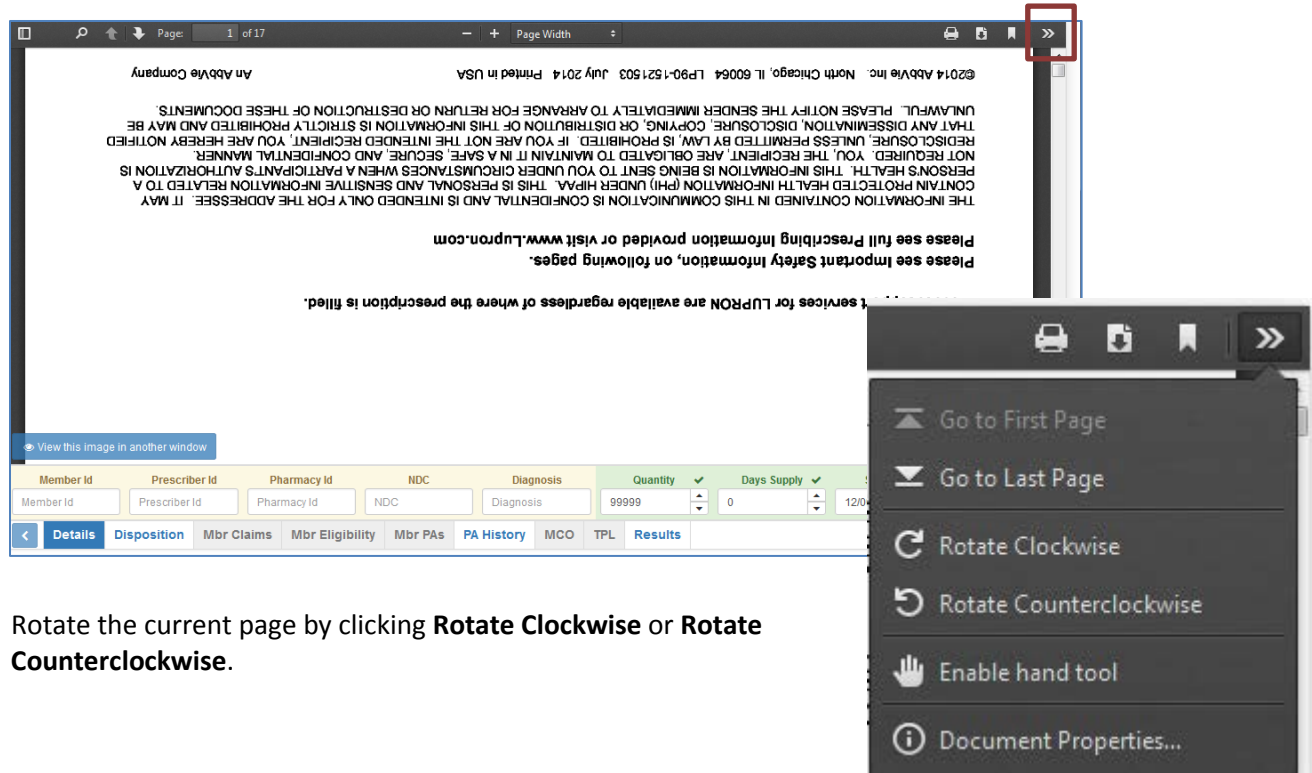 Page: 1 of 17 Page Width
services for LUPRON are available regardless of where the prescription is filled.
Please see Important Safety Information, on following pages.
Please see Full Prescribing Information provided or visit www.Lupron.com
THE INFORMATION CONTAINED IN THIS COMMUNICATION IS CONFIDENTIAL AND IS INTENDED ONLY FOR THE ADDRESSEE. IT MAY
CONTAIN PROTECTED HEALTH INFORMATION (PHI) UNDER HIPAA. THIS IS PERSONAL AND SENSITIVE INFORMATION RELATED TO A
PERSON'S HEALTH. THIS INFORMATION IS BEING SENT TO YOU UNDER CIRCUMSTANCES WHEN A PARTICIPANT'S AUTHORIZATION IS
NOT REQUIRED. YOU, THE RECIPIENT, ARE OBLIGATED TO MAINTAIN IT IN A SAFE, SECURE, AND CONFIDENTIAL MANNER.
REDISCLOSURE, UNLESS PERMITTED BY LAW, IS PROHIBITED. IF YOU ARE NOT THE INTENDED RECIPIENT, YOU ARE HEREBY NOTIFIED
THAT ANY DISSEMINATION, DISCLOSURE, COPYING, OR DISTRIBUTION OF THIS INFORMATION IS STRICTLY PROHIBITED AND MAY BE
UNLAWFUL. PLEASE NOTIFY THE SENDER IMMEDIATELY TO ARRANGE FOR RETURN OR DESTRUCTION OF THESE DOCUMENTS.
©2014 AbbVie Inc. North Chicago, IL 60064 LP90-1521503 July 2014 Printed in USA An AbbVie Company
View this image in another window
Member Id Prescriber Id Pharmacy Id NDC Diagnosis Quantity Days Supply
Member Id Prescriber Id Pharmacy Id NDC Diagnosis 99999 0 12/0
Details Disposition Mbr Claims Mbr Eligibility Mbr PAs PA History MCO TPL Results
Go to First Page
Go to Last Page
Rotate Clockwise
Rotate Counterclockwise
Enable hand tool
Document Properties...
Rotate the current page by clicking Rotate Clockwise or Rotate
Counterclockwise.